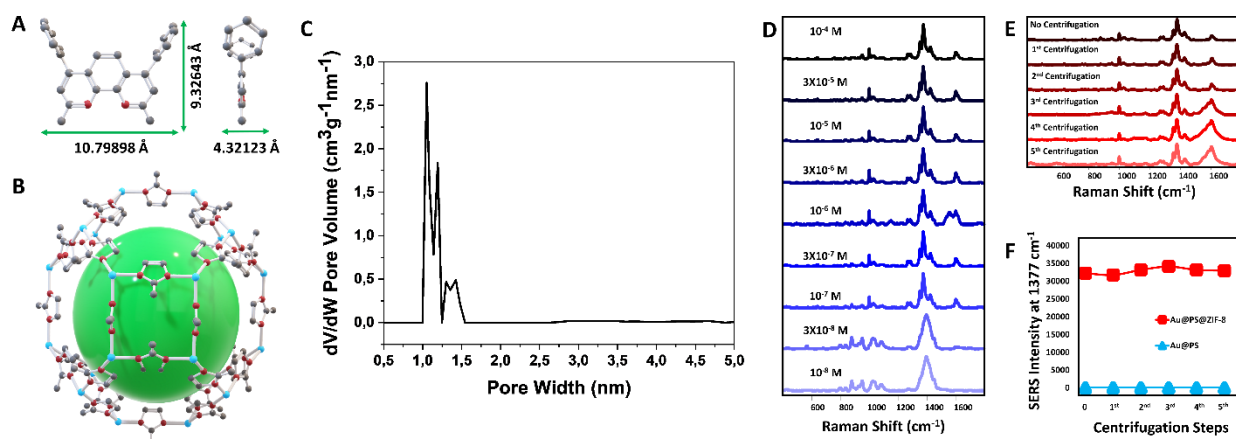 A
9.32643 Å
10.79898 Å
4.32123 Å
B
C
dV/dW Pore Volume (cm³g⁻¹nm⁻¹)
3,0
2,5
2,0
1,5
1,0
0,5
0,0
0,5 1,0 1,5 2,0 2,5 3,0 3,5 4,0 4,5 5,0
Pore Width (nm)
D
10⁻⁴ M
3X10⁻⁵ M
10⁻⁵ M
3X10⁻⁶ M
10⁻⁶ M
3X10⁻⁷ M
10⁻⁷ M
3X10⁻⁸ M
10⁻⁸ M
600 800 1000 1200 1400 1600
Raman Shift (cm⁻¹)
E
No Centrifugation
1ˢᵗ Centrifugation
2ⁿᵈ Centrifugation
3ʳᵈ Centrifugation
4ᵗʰ Centrifugation
5ᵗʰ Centrifugation
600 800 1000 1200 1400 1600
Raman Shift (cm⁻¹)
F
SERS Intensity at 1377 cm⁻¹
40000
35000
30000
25000
20000
15000
10000
5000
0
Au@PS@ZIF-8
Au@PS
0 1ˢᵗ 2ⁿᵈ 3ʳᵈ 4ᵗʰ 5ᵗʰ
Centrifugation Steps